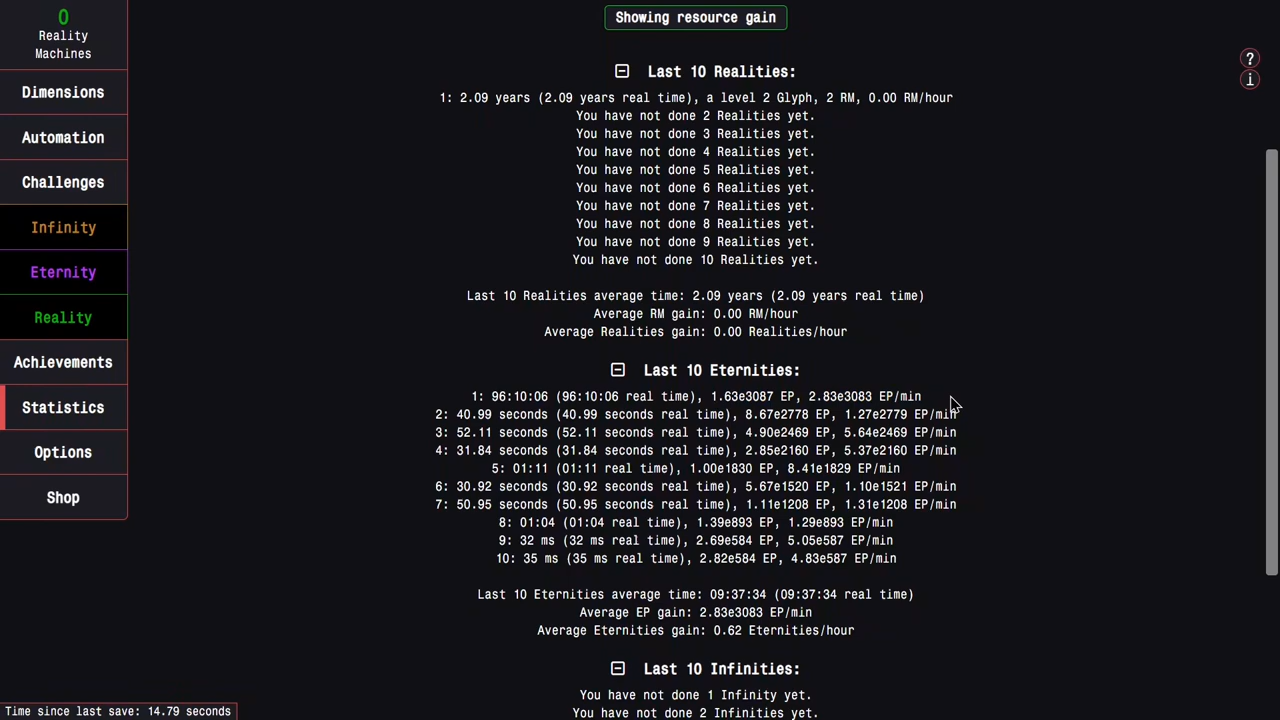 0
Reality
Machines
Dimensions
Automation
Challenges
Infinity
Eternity
Reality
Achievements
Statistics
Options
Shop
Time since last save: 14.79 seconds
Showing resource gain
?
i
Last 10 Realities:
1: 2.09 years (2.09 years real time), a level 2 Glyph, 2 RM, 0.00 RM/hour
You have not done 2 Realities yet.
You have not done 3 Realities yet.
You have not done 4 Realities yet.
You have not done 5 Realities yet.
You have not done 6 Realities yet.
You have not done 7 Realities yet.
You have not done 8 Realities yet.
You have not done 9 Realities yet.
You have not done 10 Realities yet.
Last 10 Realities average time: 2.09 years (2.09 years real time)
Average RM gain: 0.00 RM/hour
Average Realities gain: 0.00 Realities/hour
Last 10 Eternities:
1: 96:10:06 (96:10:06 real time), 1.63e3087 EP, 2.83e3083 EP/min
2: 40.99 seconds (40.99 seconds real time), 8.67e2778 EP, 1.27e2779 EP/min
3: 52.11 seconds (52.11 seconds real time), 4.90e2469 EP, 5.64e2469 EP/min
4: 31.84 seconds (31.84 seconds real time), 2.85e2160 EP, 5.37e2160 EP/min
5: 01:11 (01:11 real time), 1.00e1830 EP, 8.41e1829 EP/min
6: 30.92 seconds (30.92 seconds real time), 5.67e1520 EP, 1.10e1521 EP/min
7: 50.95 seconds (50.95 seconds real time), 1.11e1208 EP, 1.31e1208 EP/min
8: 01:04 (01:04 real time), 1.39e893 EP, 1.29e893 EP/min
9: 32 ms (32 ms real time), 2.69e584 EP, 5.05e587 EP/min
10: 35 ms (35 ms real time), 2.82e584 EP, 4.83e587 EP/min
Last 10 Eternities average time: 09:37:34 (09:37:34 real time)
Average EP gain: 2.83e3083 EP/min
Average Eternities gain: 0.62 Eternities/hour
Last 10 Infinities:
You have not done 1 Infinity yet.
You have not done 2 Infinities yet.